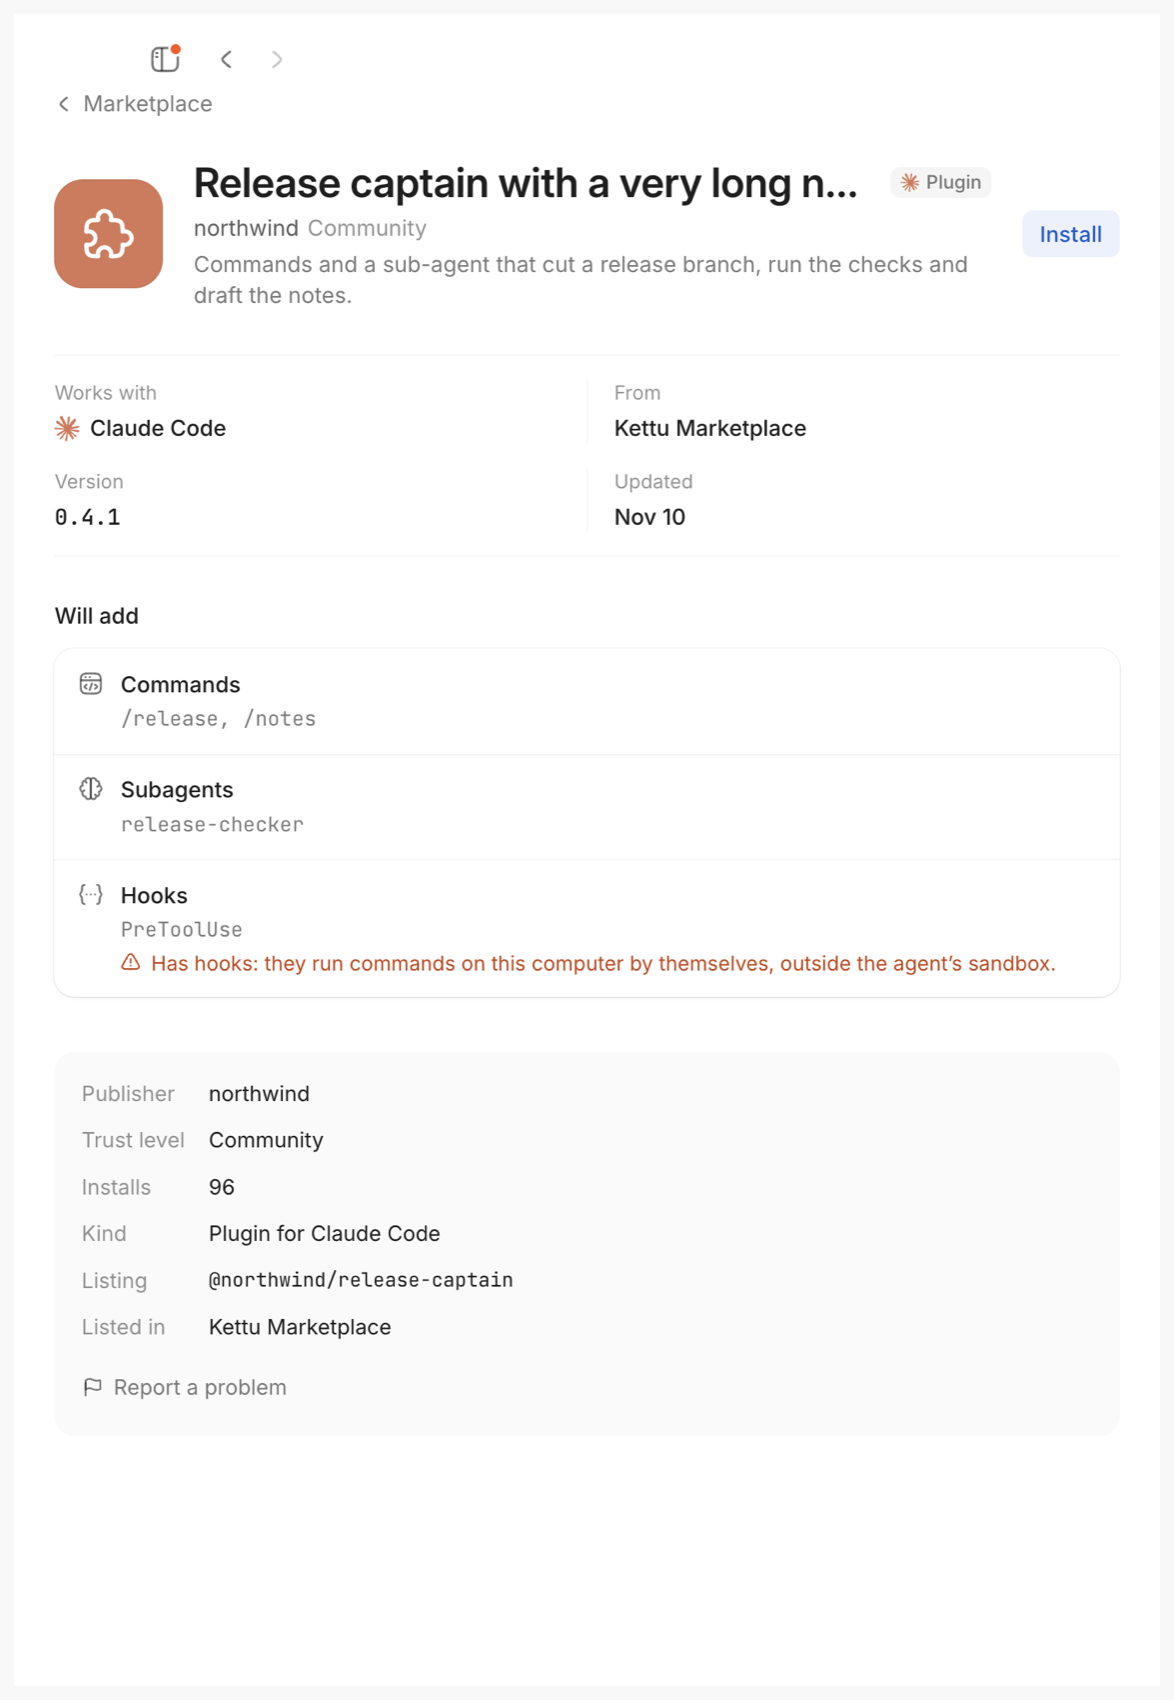 Marketplace
Release captain with a very long n...
Plugin
northwind Community
Install
Commands and a sub-agent that cut a release branch, run the checks and
draft the notes.
Works with
Claude Code
From
Kettu Marketplace
Version
0.4.1
Updated
Nov 10
Will add
Commands
/release, /notes
Subagents
release-checker
Hooks
PreToolUse
Has hooks: they run commands on this computer by themselves, outside the agent’s sandbox.
Publisher northwind
Trust level Community
Installs 96
Kind Plugin for Claude Code
Listing @northwind/release-captain
Listed in Kettu Marketplace
Report a problem